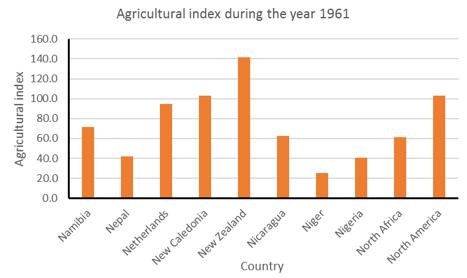 Agricultural index during the year 1961
160.0
140.0
120.0
100.0
80.0
60.0
40.0
20.0
0.0
Agricultural index
Namibia
Nepal
Netherlands
New Caledonia
New Zealand
Nicaragua
Niger
Nigeria
North Africa
North America
Country